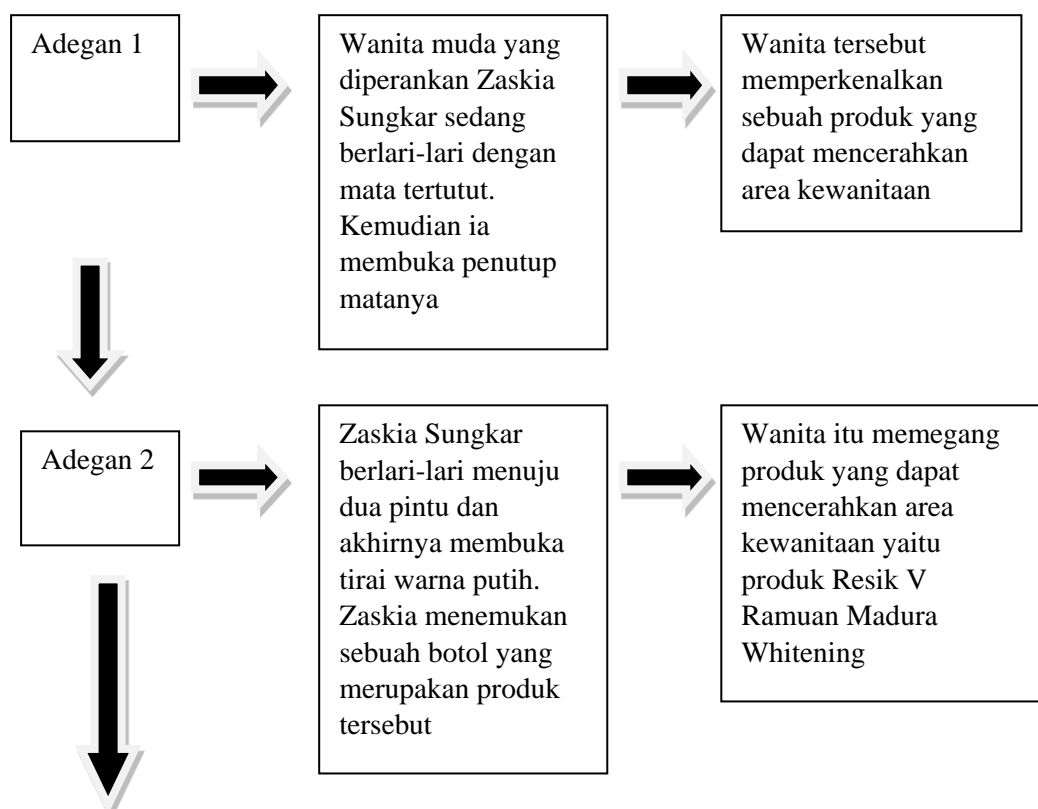 Adegan 1
Wanita muda yang
diperankan Zaskia
Sungkar sedang
berlari-lari dengan
mata tertutut.
Kemudian ia
membuka penutup
matanya
Wanita tersebut
memperkenalkan
sebuah produk yang
dapat mencerahkan
area kewanitaan
Adegan 2
Zaskia Sungkar
berlari-lari menuju
dua pintu dan
akhirnya membuka
tirai warna putih.
Zaskia menemukan
sebuah botol yang
merupakan produk
tersebut
Wanita itu memegang
produk yang dapat
mencerahkan area
kewanitaan yaitu
produk Resik V
Ramuan Madura
Whitening